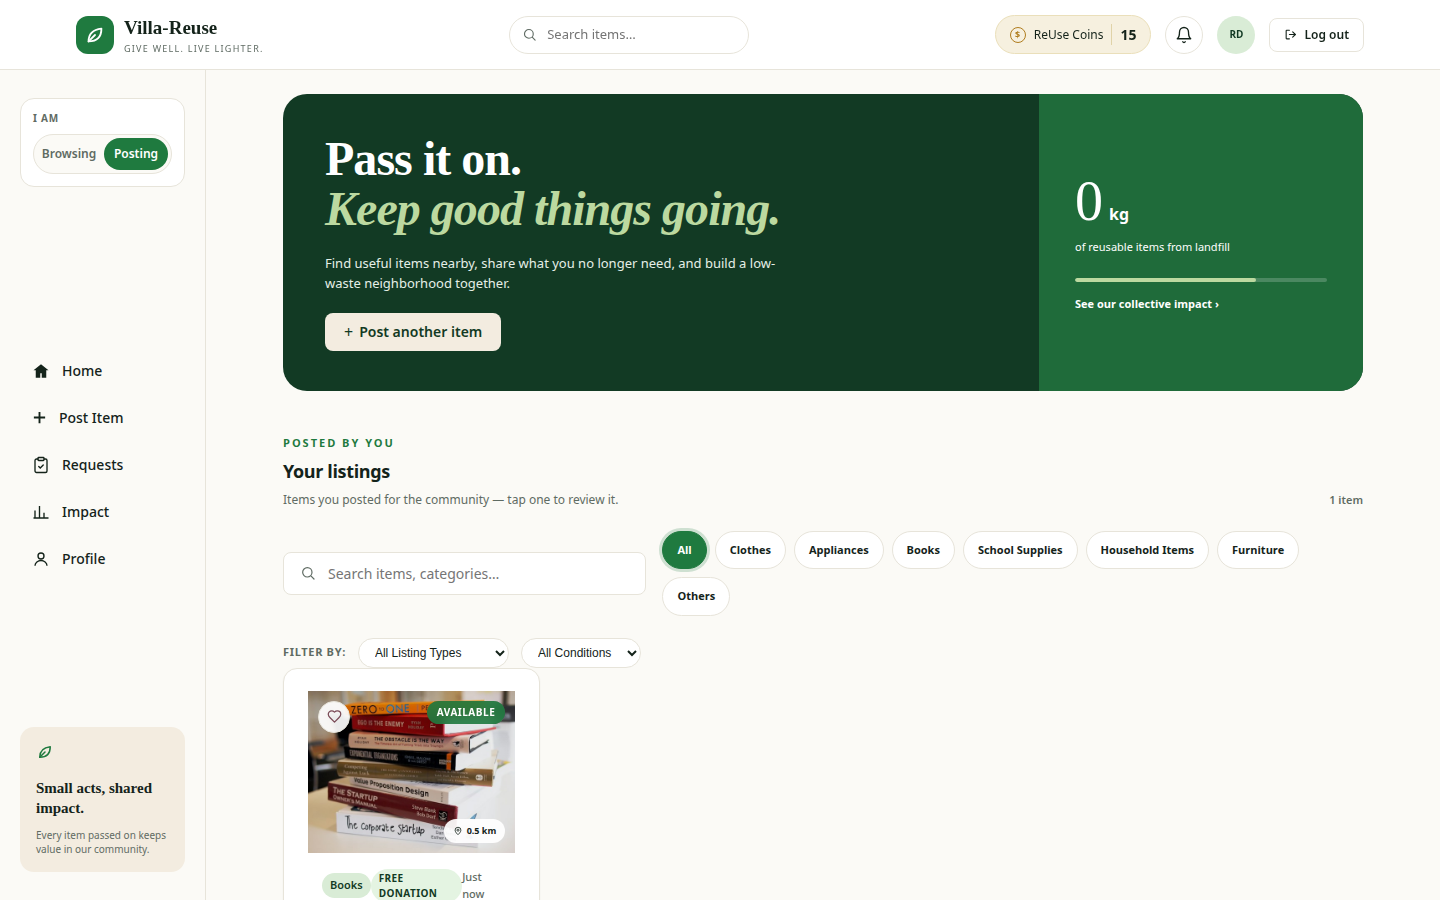 Villa-Reuse
GIVE WELL. LIVE LIGHTER.
Search items...
$ ReUse Coins 15
RD
Log out
I AM
Browsing
Posting
Home
+ Post Item
Requests
Impact
Profile
Small acts, shared
impact.
Every item passed on keeps
value in our community.
Pass it on.
Keep good things going.
Find useful items nearby, share what you no longer need, and build a low-
waste neighborhood together.
+ Post another item
0 kg
of reusable items from landfill
See our collective impact ›
POSTED BY YOU
Your listings
Items you posted for the community — tap one to review it.
1 item
Search items, categories...
All
Clothes
Appliances
Books
School Supplies
Household Items
Furniture
Others
FILTER BY:
All Listing Types
All Conditions
AVAILABLE
ZERO to ONE
EGO IS THE ENEMY
THE OBSTACLE IS THE WAY
Value Proposition Design
THE STARTUP
OWNER'S MANUAL
The Corporate Startup
0.5 km
Books
FREE
DONATION
Just
now